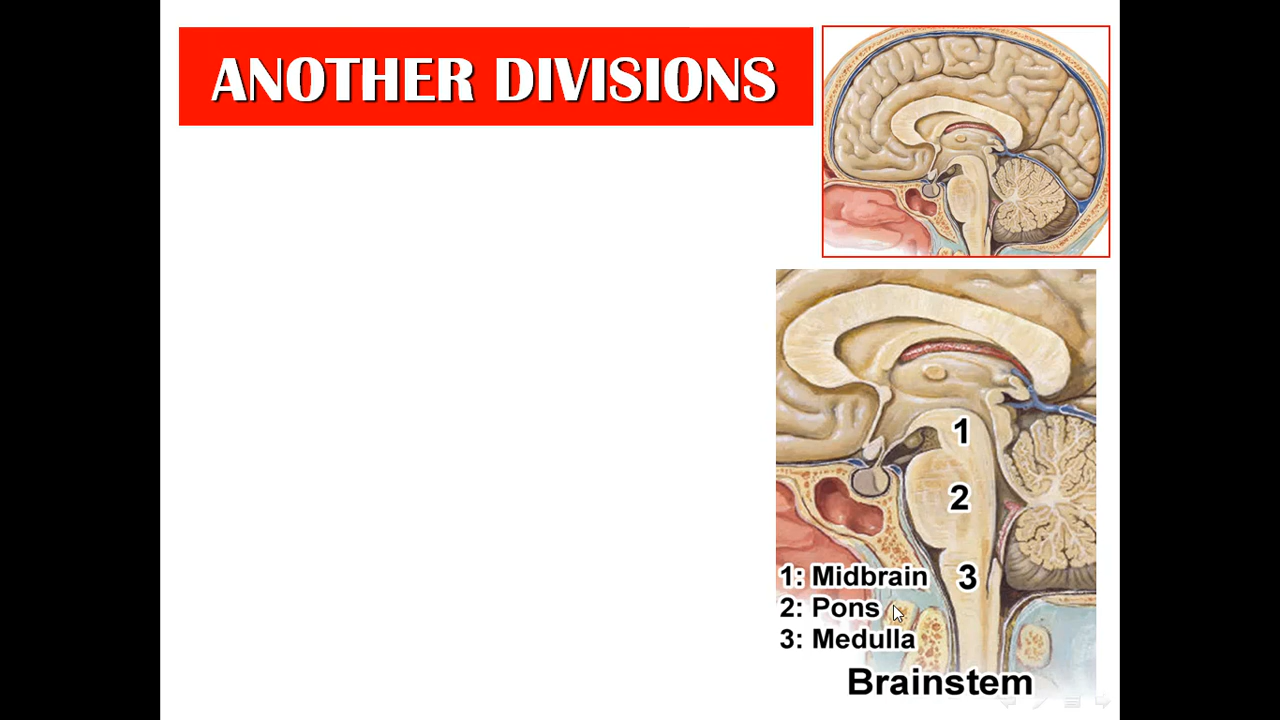 ANOTHER DIVISIONS
1
2
3
1: Midbrain
2: Pons
3: Medulla
Brainstem